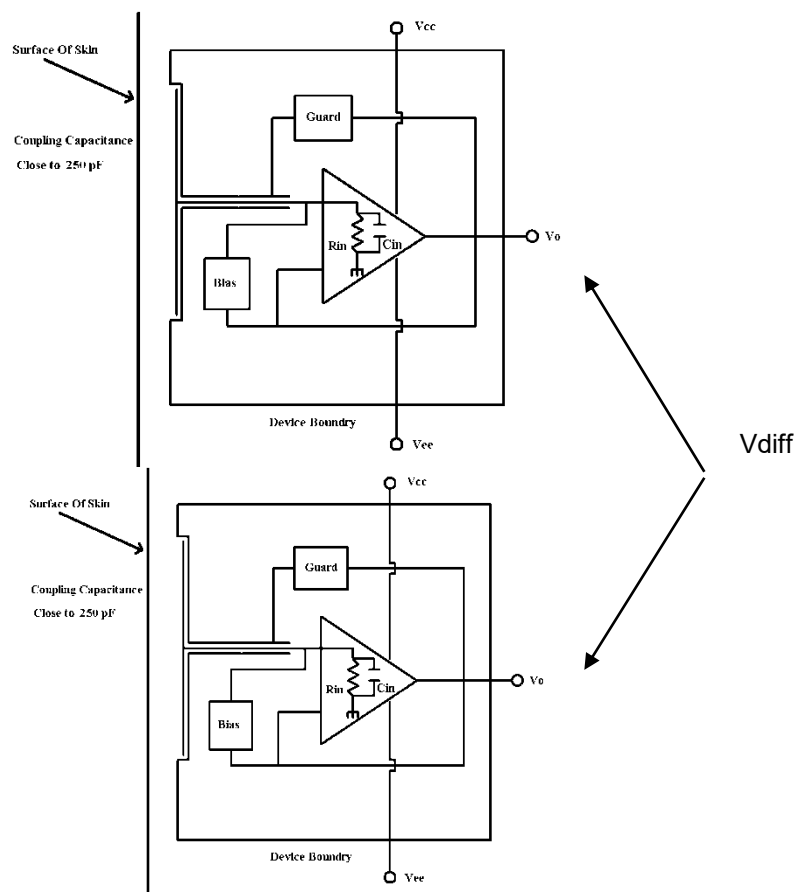 Vcc
Surface Of Skin
Guard
Coupling Capacitance
Close to 250 pF
Rin
Cin
Vo
Bias
Device Boundry
Vdiff
Vee
Vcc
Surface Of Skin
Guard
Coupling Capacitance
Close to 250 pF
Rin
Cin
Vo
Bias
Device Boundry
Vee